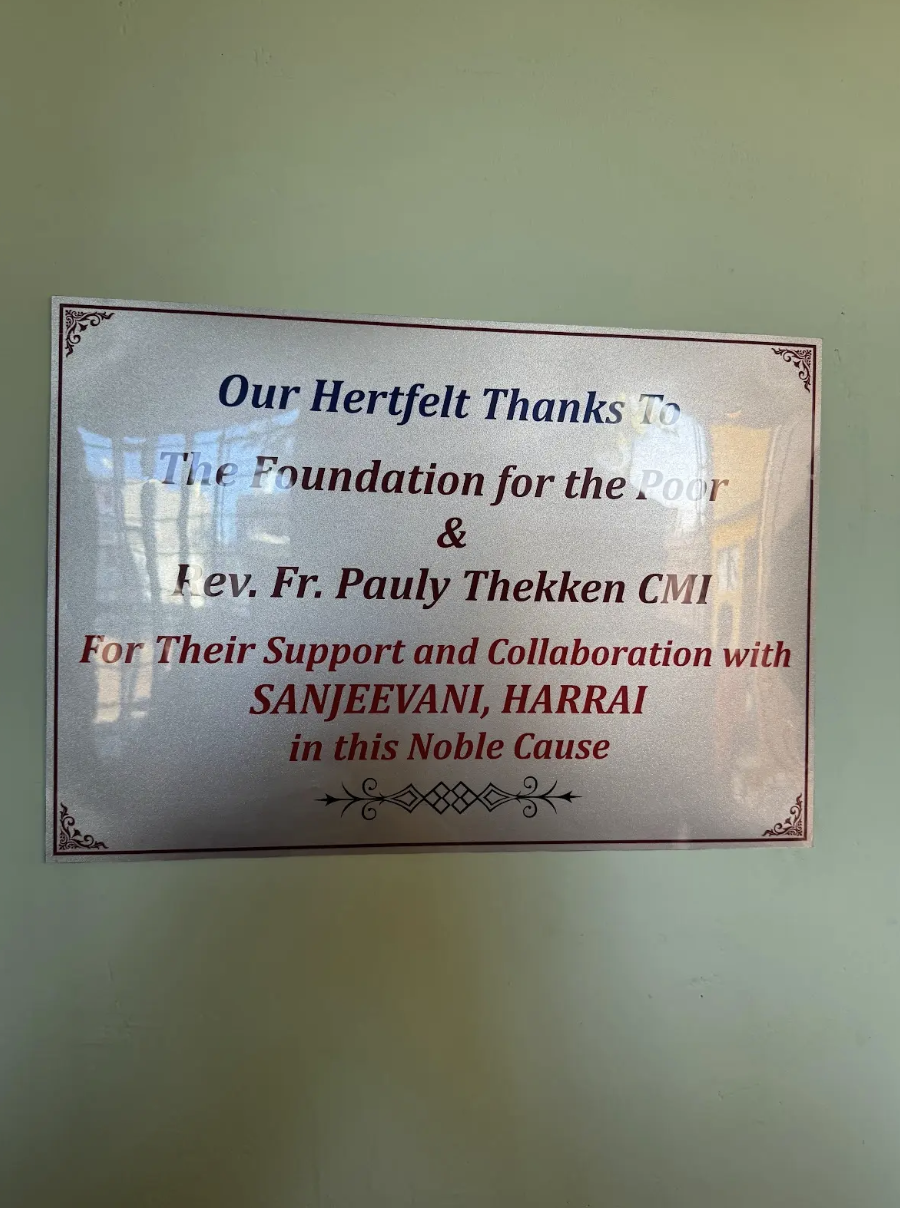 Our Hertfelt Thanks To
The Foundation for the Poor
&
Rev. Fr. Pauly Thekken CMI
For Their Support and Collaboration with
SANJEEVANI, HARRAI
in this Noble Cause